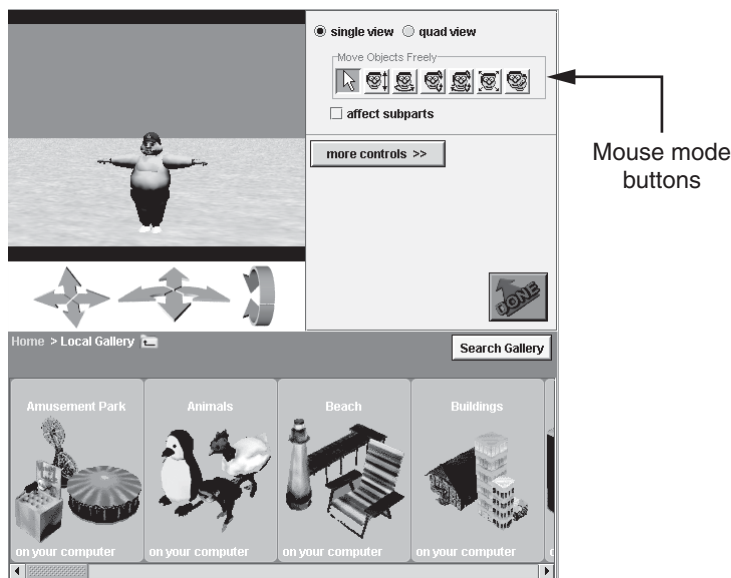 single view quad view
Move Objects Freely
affect subparts
more controls >>
Mouse mode
buttons
DONE
Home > Local Gallery
Search Gallery
Amusement Park Animals Beach Buildings
on your computer on your computer on your computer on your computer